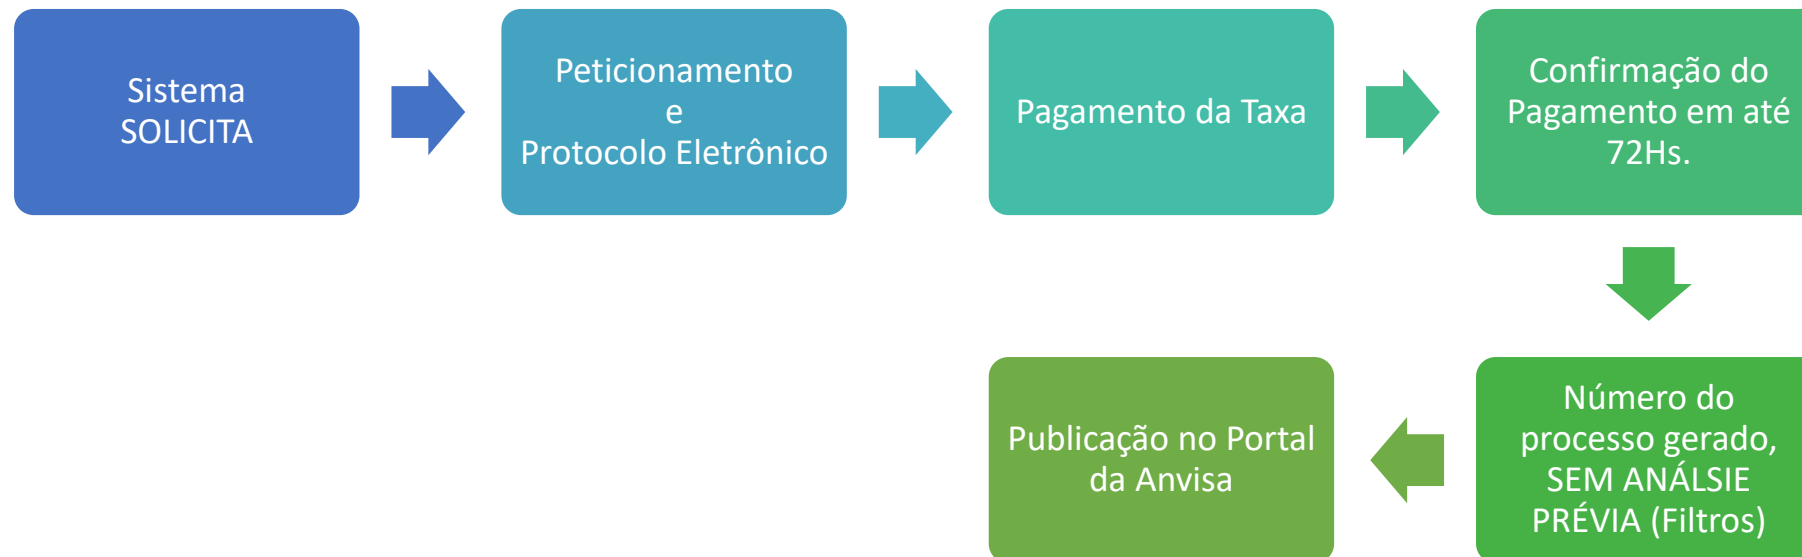 Sistema
SOLICITA
Peticionamento
e
Protocolo Eletrônico
Pagamento da Taxa
Confirmação do
Pagamento em até
72Hs.
Número do
processo gerado,
SEM ANÁLSIE
PRÉVIA (Filtros)
Publicação no Portal
da Anvisa